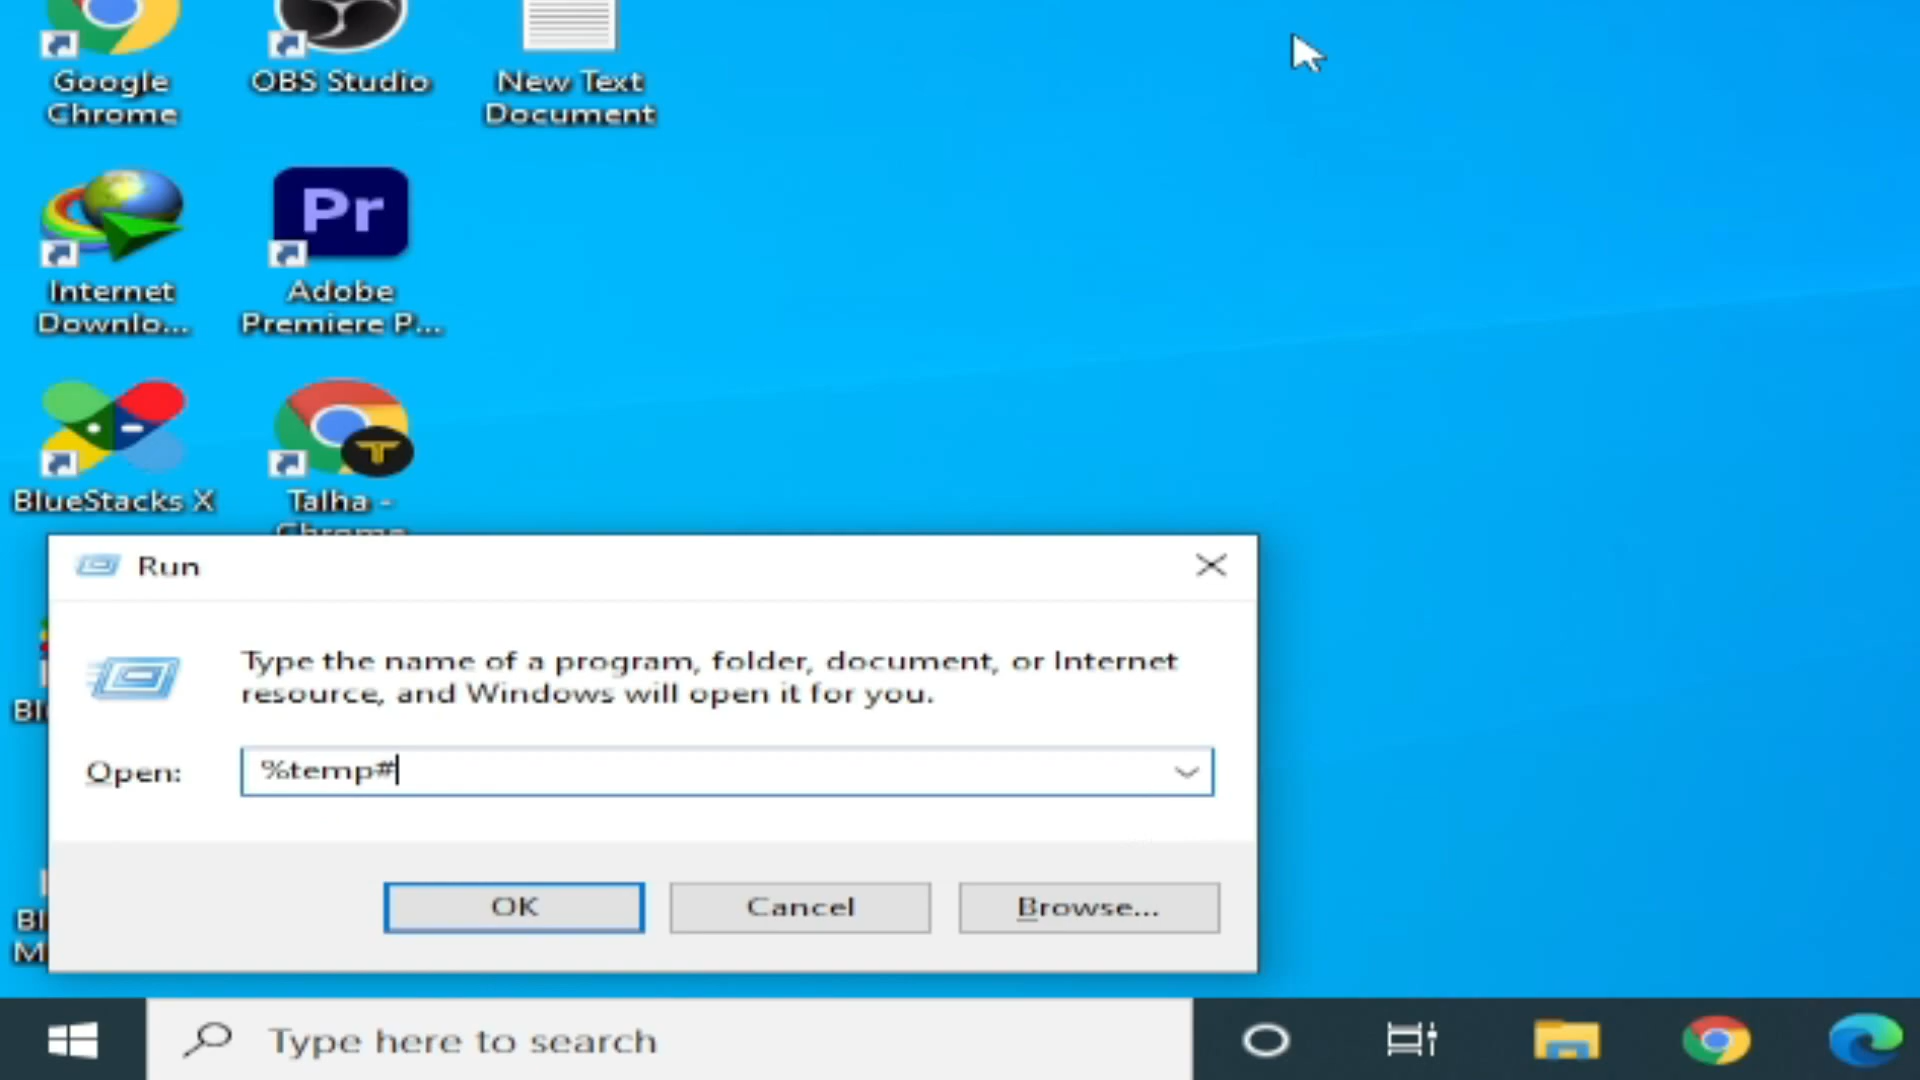 Google
Chrome
OBS Studio
New Text
Document
Internet
Downlo...
Pr
Adobe
Premiere P...
BlueStacks X
Talha -
Chrome
Run
Type the name of a program, folder, document, or Internet
resource, and Windows will open it for you.
Open:
%temp#
OK
Cancel
Browse...
Type here to search